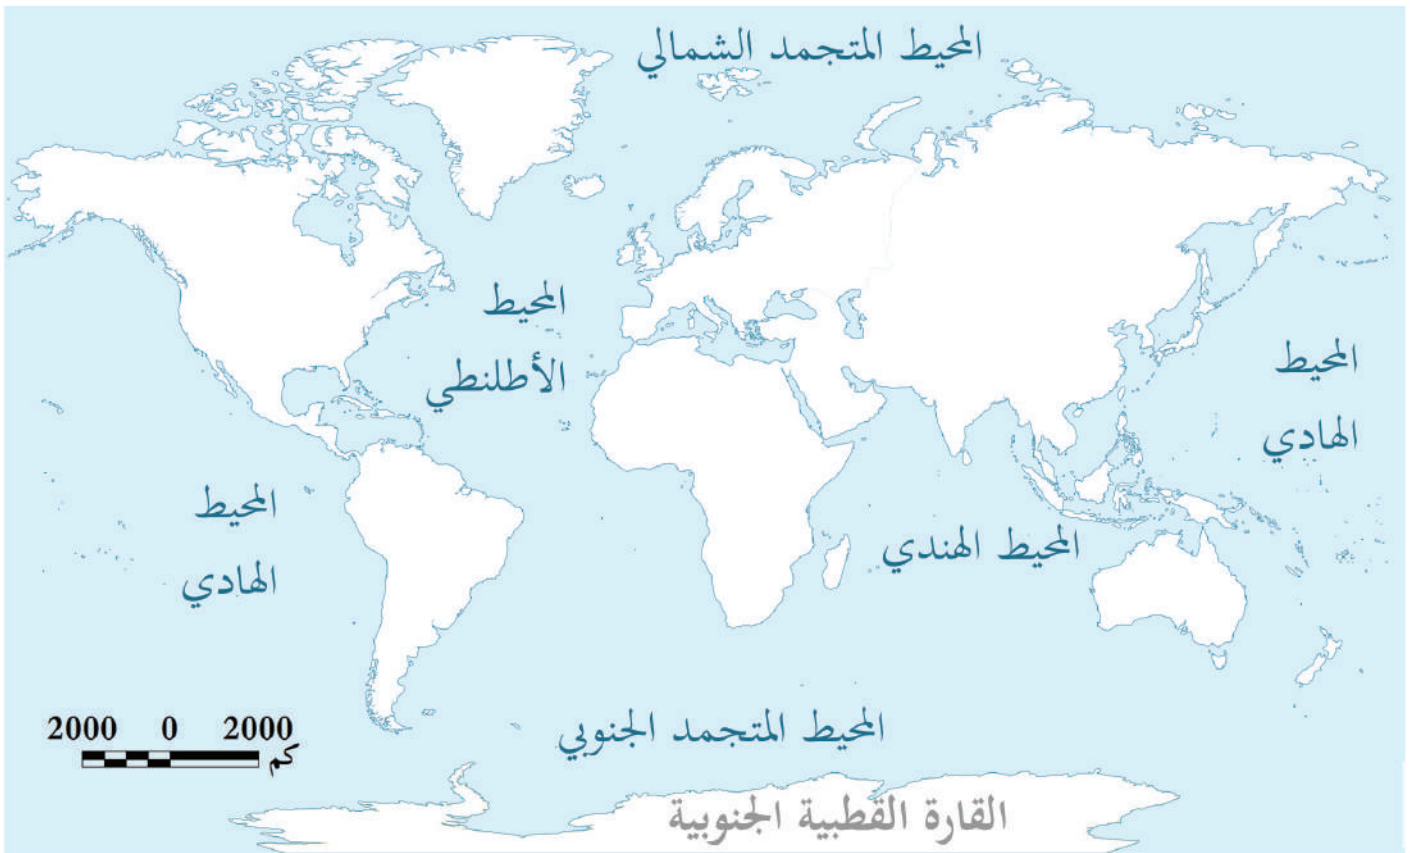 المحيط المتجمد الشمالي
المحيط
الأطلنطي
المحيط
الهادي
المحيط
الهادي
المحيط الهندي
المحيط المتجمد الجنوبي
2000 0 2000
كم
القارة القطبية الجنوبية